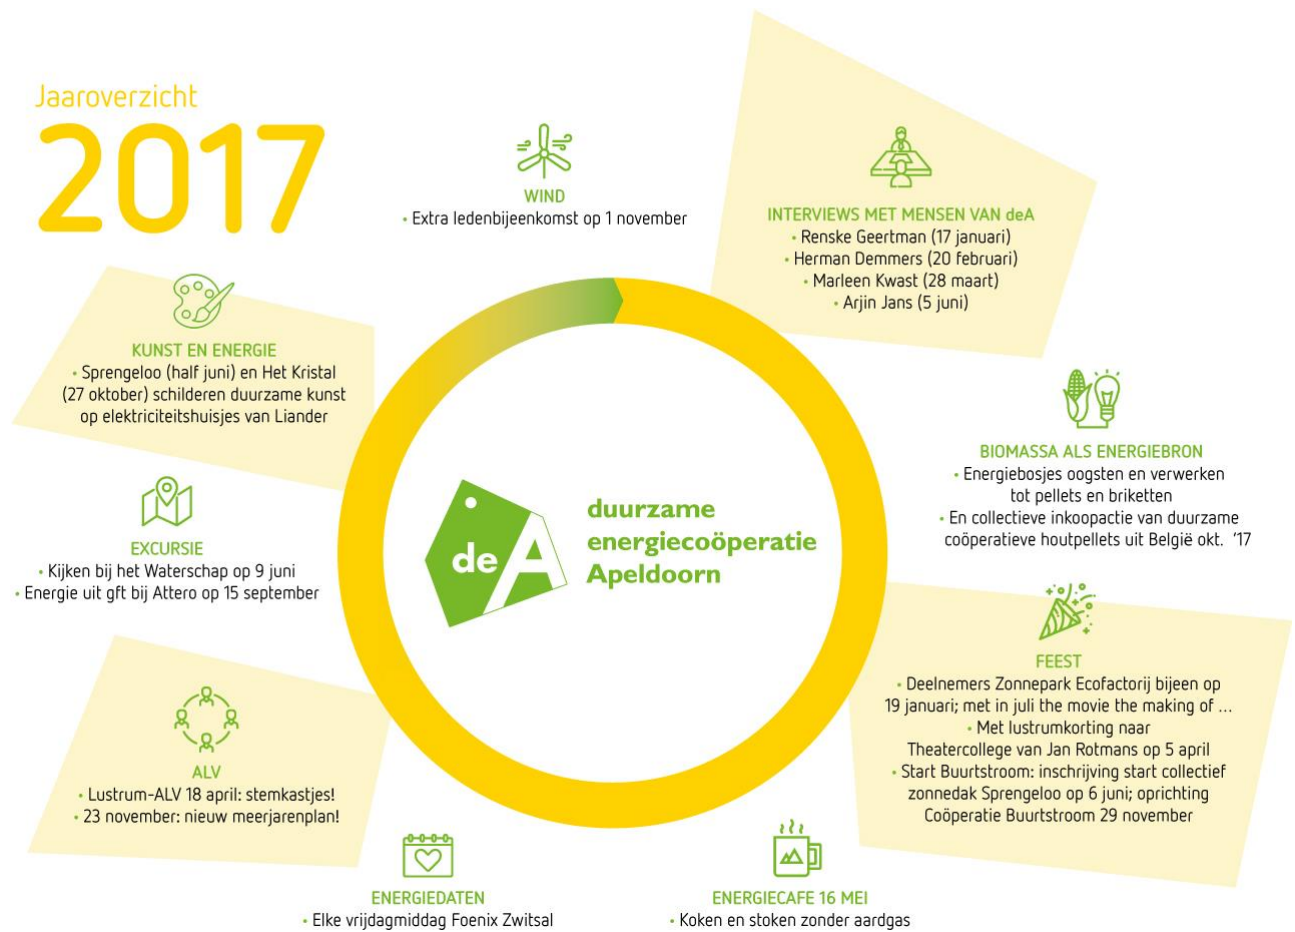 Jaaroverzicht
2017
WIND
• Extra ledenbijeenkomst op 1 november
INTERVIEWS MET MENSEN VAN deA
• Renske Geertman (17 januari)
• Herman Demmers (20 februari)
• Marleen Kwast (28 maart)
• Arjin Jans (5 juni)
KUNST EN ENERGIE
• Sprengeloo (half juni) en Het Kristal
(27 oktober) schilderen duurzame kunst
op elektriciteitshuisjes van Liander
BIOMASSA ALS ENERGIEBRON
• Energiebosjes oogsten en verwerken
tot pellets en briketten
• En collectieve inkoopactie van duurzame
coöperatieve houtpellets uit België okt. '17
deA
duurzame
energiecoöperatie
Apeldoorn
EXCURSIE
• Kijken bij het Waterschap op 9 juni
• Energie uit gft bij Attero op 15 september
FEEST
• Deelnemers Zonnepark Ecofactorij bijeen op
19 januari; met in juli the movie the making of ...
• Met lustrumkorting naar
Theatercollege van Jan Rotmans op 5 april
• Start Buurtstroom: inschrijving start collectief
zonnedak Sprengeloo op 6 juni; oprichting
Coöperatie Buurtstroom 29 november
ALV
• Lustrum-ALV 18 april: stemkastjes!
• 23 november: nieuw meerjarenplan!
ENERGIEDATEN
• Elke vrijdagmiddag Foenix Zwitsal
ENERGIECAFE 16 MEI
• Koken en stoken zonder aardgas